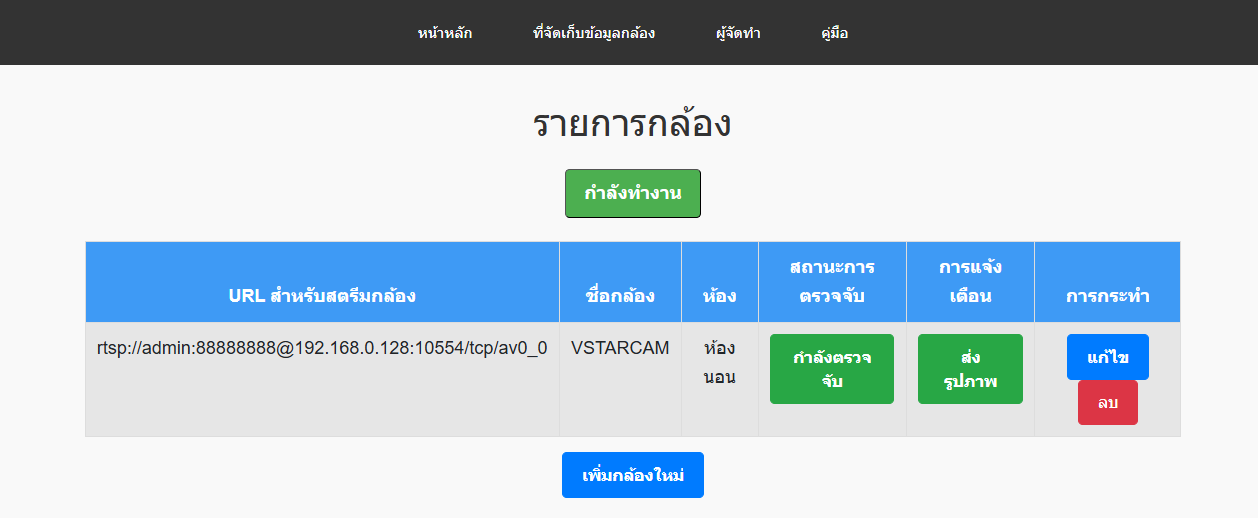 หน้าหลัก ที่จัดเก็บข้อมูลกล้อง ผู้จัดทำ คู่มือ
รายการกล้อง
กำลังทำงาน
URL สำหรับสตรีมกล้อง
ชื่อกล้อง
ห้อง
สถานะการ
ตรวจจับ
การแจ้ง
เตือน
การกระทำ
rtsp://admin:88888888@192.168.0.128:10554/tcp/av0_0
VSTARCAM
ห้อง
นอน
กำลังตรวจ
จับ
ส่ง
รูปภาพ
แก้ไข
ลบ
เพิ่มกล้องใหม่